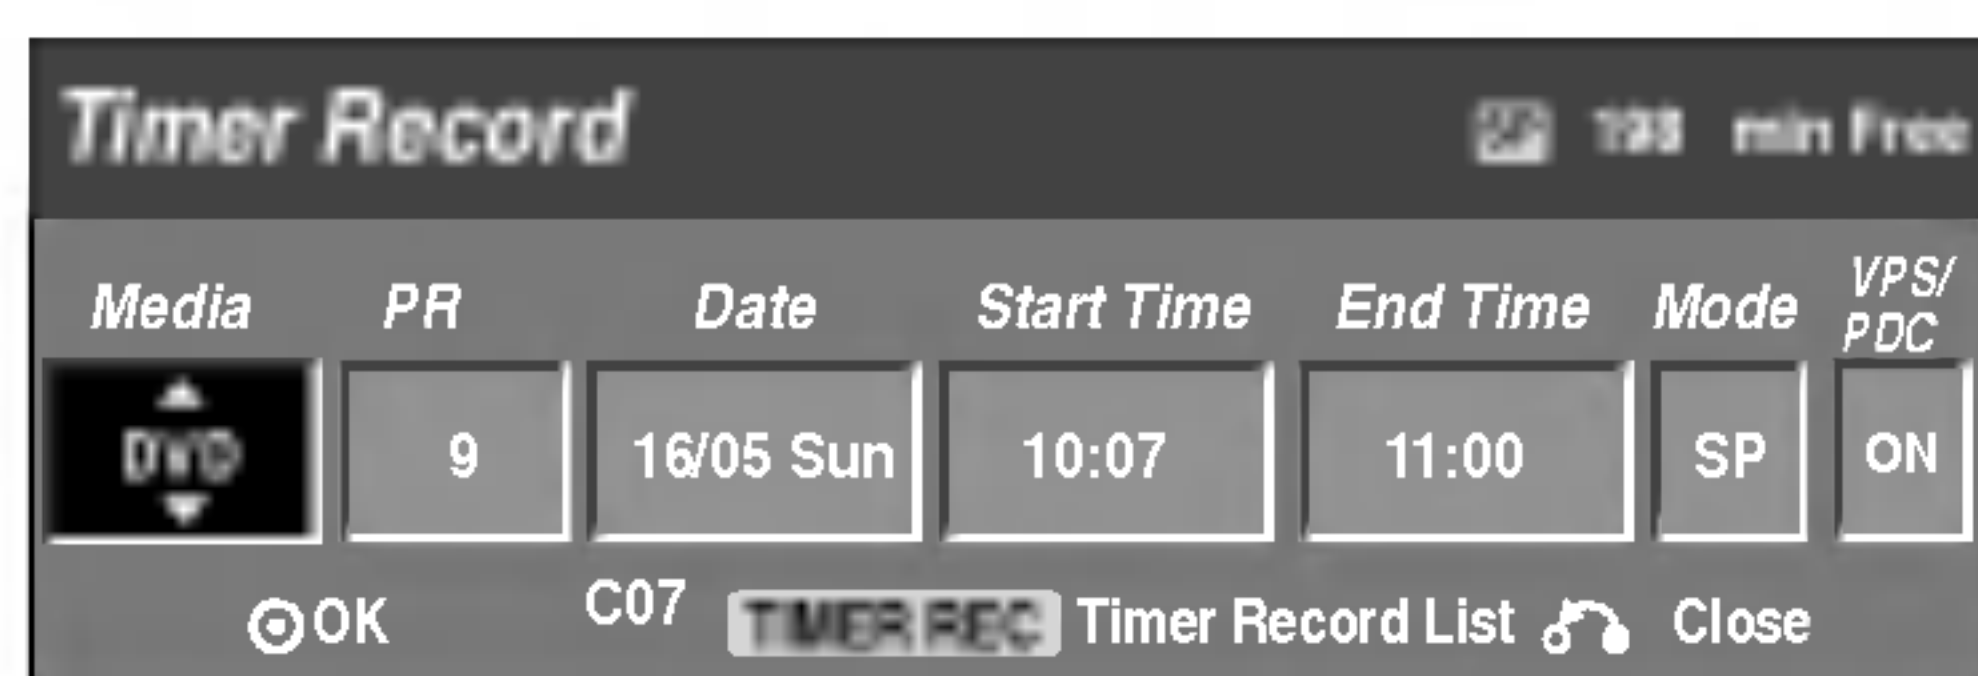 Timer Record min Free
Media PR Date Start Time End Time Mode VPS/
PDC
DVD 9 16/05 Sun 10:07 11:00 SP ON
OK C07 TIMER REC Timer Record List Close